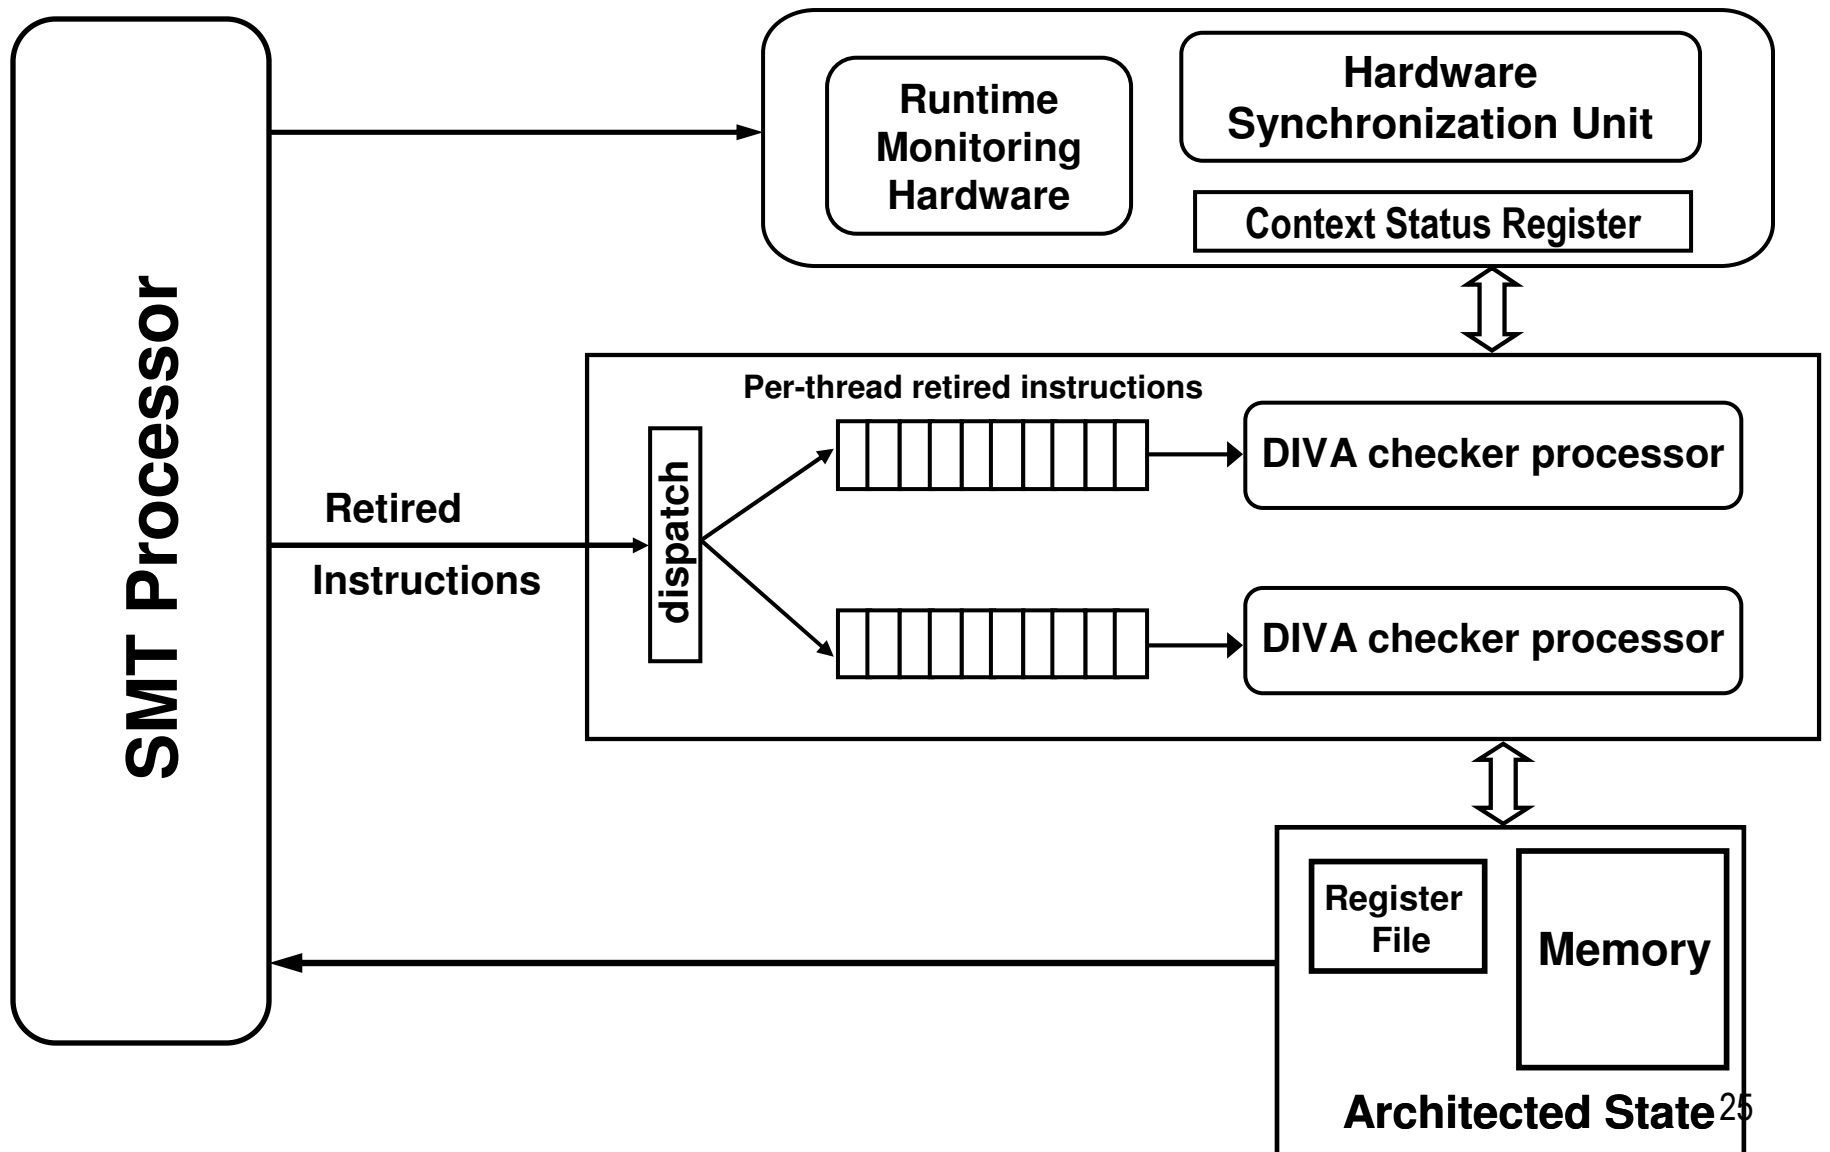 SMT Processor
Runtime
Monitoring
Hardware
Hardware
Synchronization Unit
Context Status Register
Retired
Instructions
dispatch
Per-thread retired instructions
DIVA checker processor
DIVA checker processor
Register
File
Memory
Architected State
25